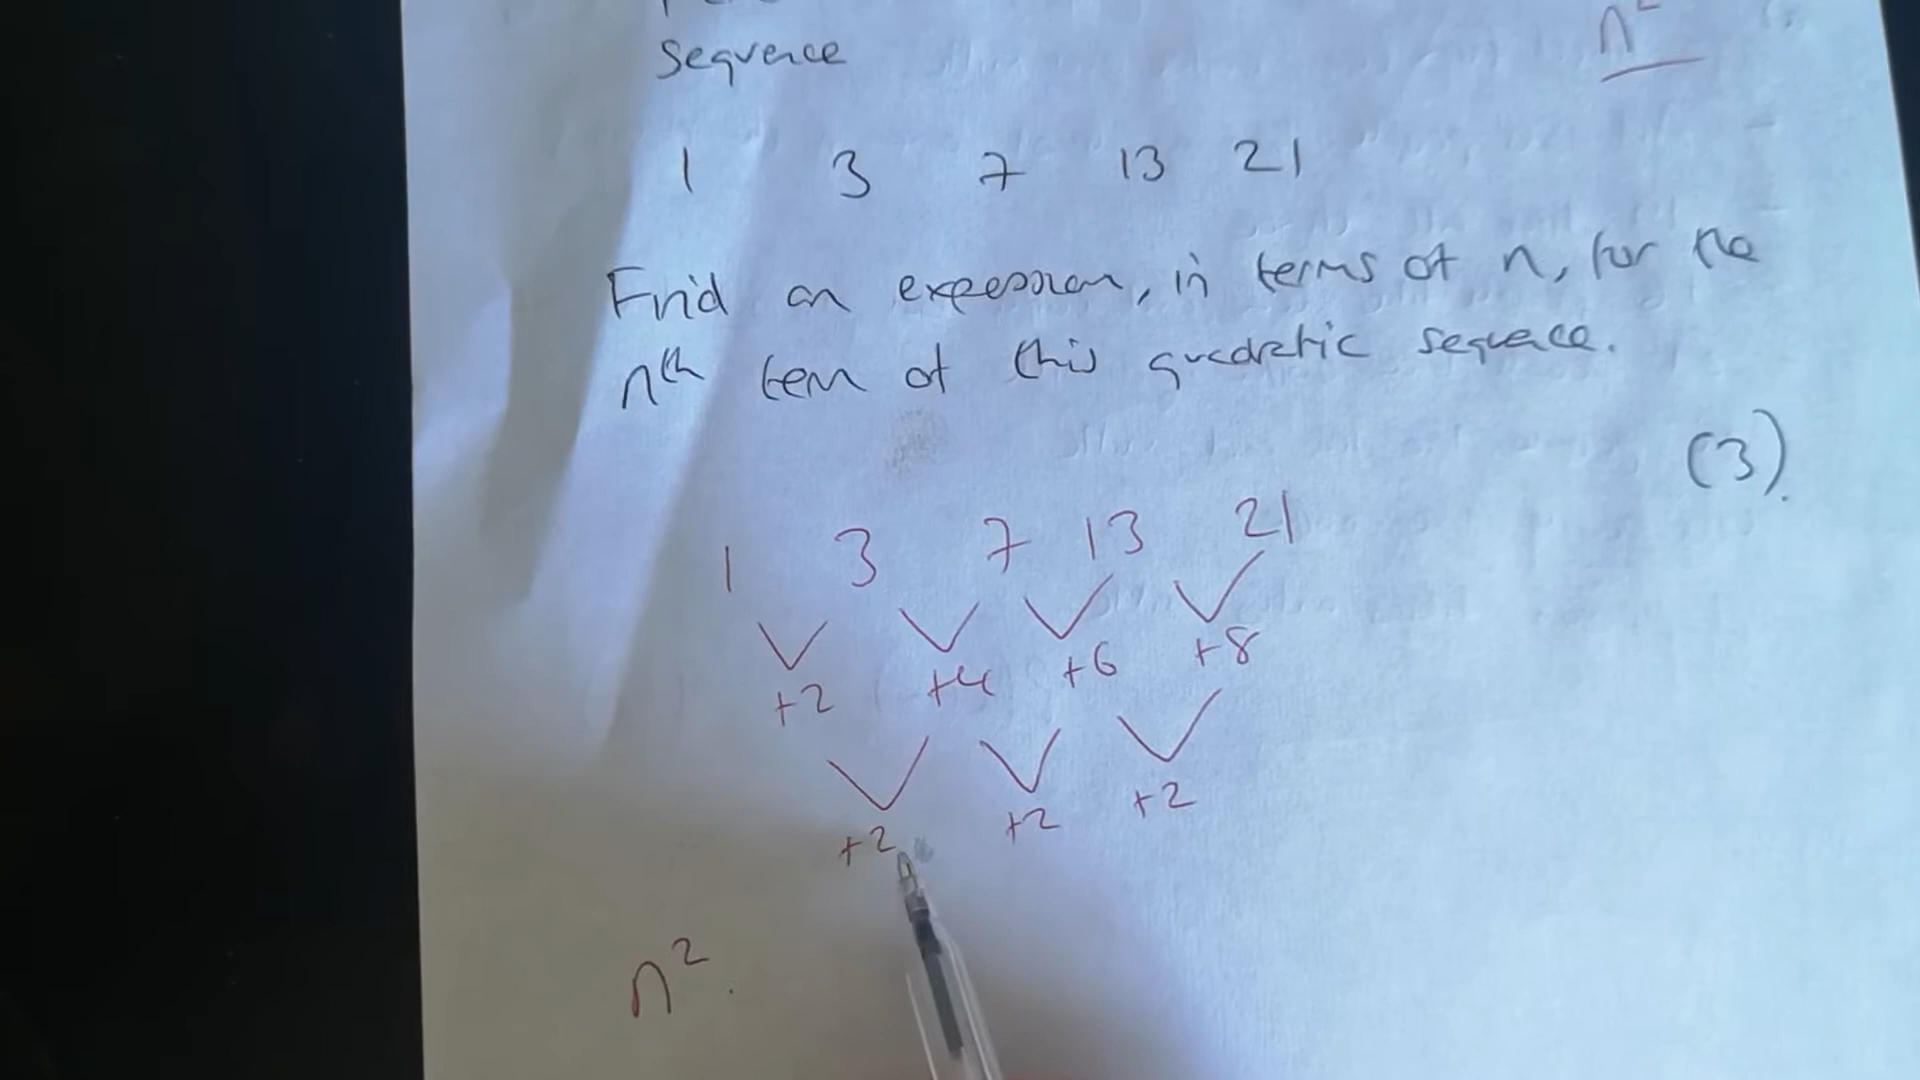 sequence
n²
1 3 7 13 21
Find an expression, in terms of n, for the
nth term of this quadratic sequence.
(3).
1 3 7 13 21
+2 +4 +6 +8
+2 +2 +2
n².